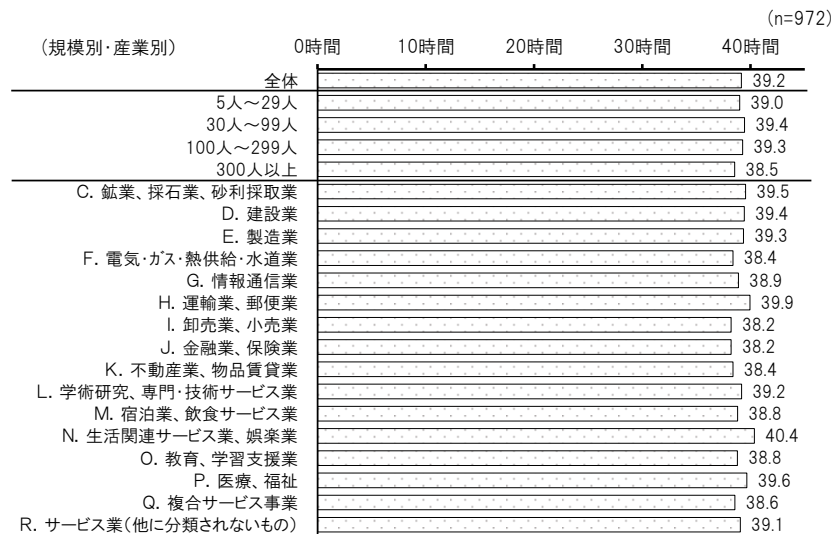 (n=972)
(規模別・産業別) 0時間 10時間 20時間 30時間 40時間
全体 39.2
5人～29人 39.0
30人～99人 39.4
100人～299人 39.3
300人以上 38.5
C. 鉱業、採石業、砂利採取業 39.5
D. 建設業 39.4
E. 製造業 39.3
F. 電気・ガス・熱供給・水道業 38.4
G. 情報通信業 38.9
H. 運輸業、郵便業 39.9
I. 卸売業、小売業 38.2
J. 金融業、保険業 38.2
K. 不動産業、物品賃貸業 38.4
L. 学術研究、専門・技術サービス業 39.2
M. 宿泊業、飲食サービス業 38.8
N. 生活関連サービス業、娯楽業 40.4
O. 教育、学習支援業 38.8
P. 医療、福祉 39.6
Q. 複合サービス事業 38.6
R. サービス業(他に分類されないもの) 39.1